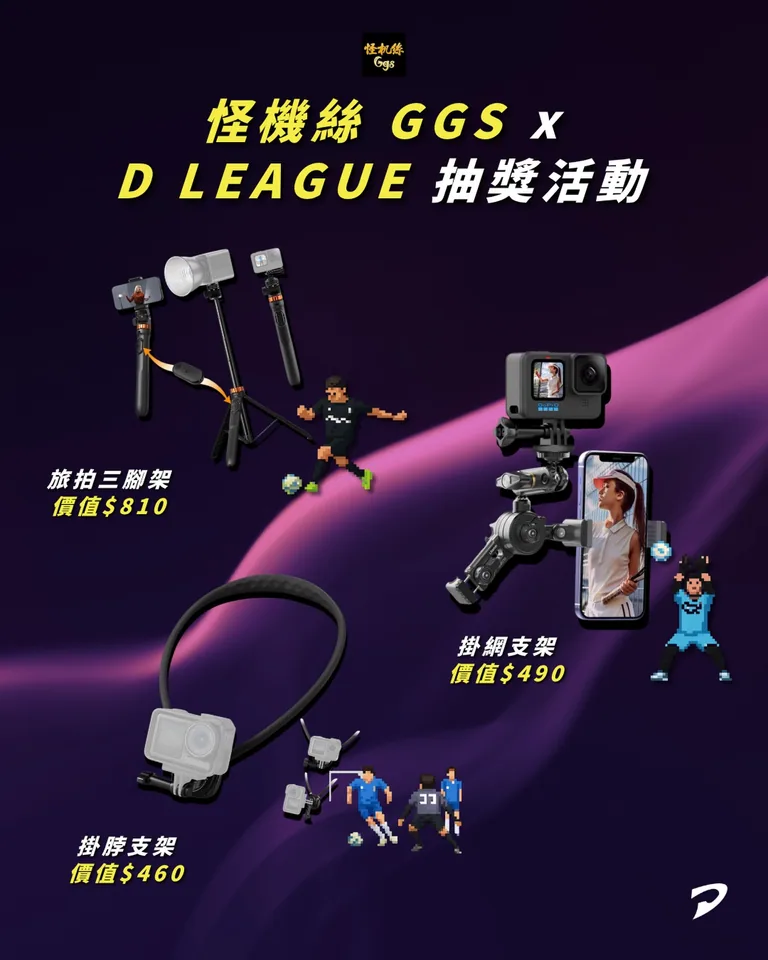 怪机絲
Ggs
怪機絲 GGS x
D LEAGUE 抽獎活動
旅拍三腳架
價值$810
掛網支架
價值$490
掛脖支架
價值$460